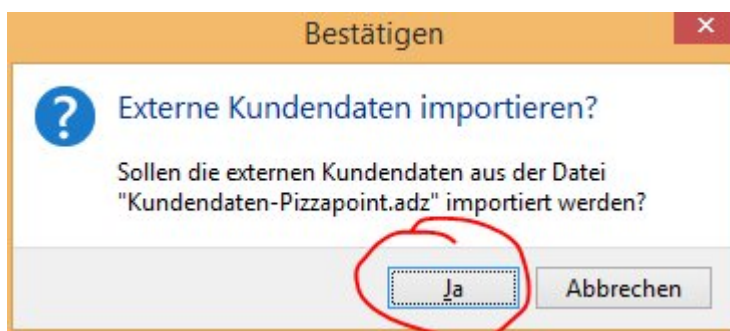 Bestätigen
Externe Kundendaten importieren?
Sollen die externen Kundendaten aus der Datei
"Kundendaten-Pizzapoint.adz" importiert werden?
Ja
Abbrechen